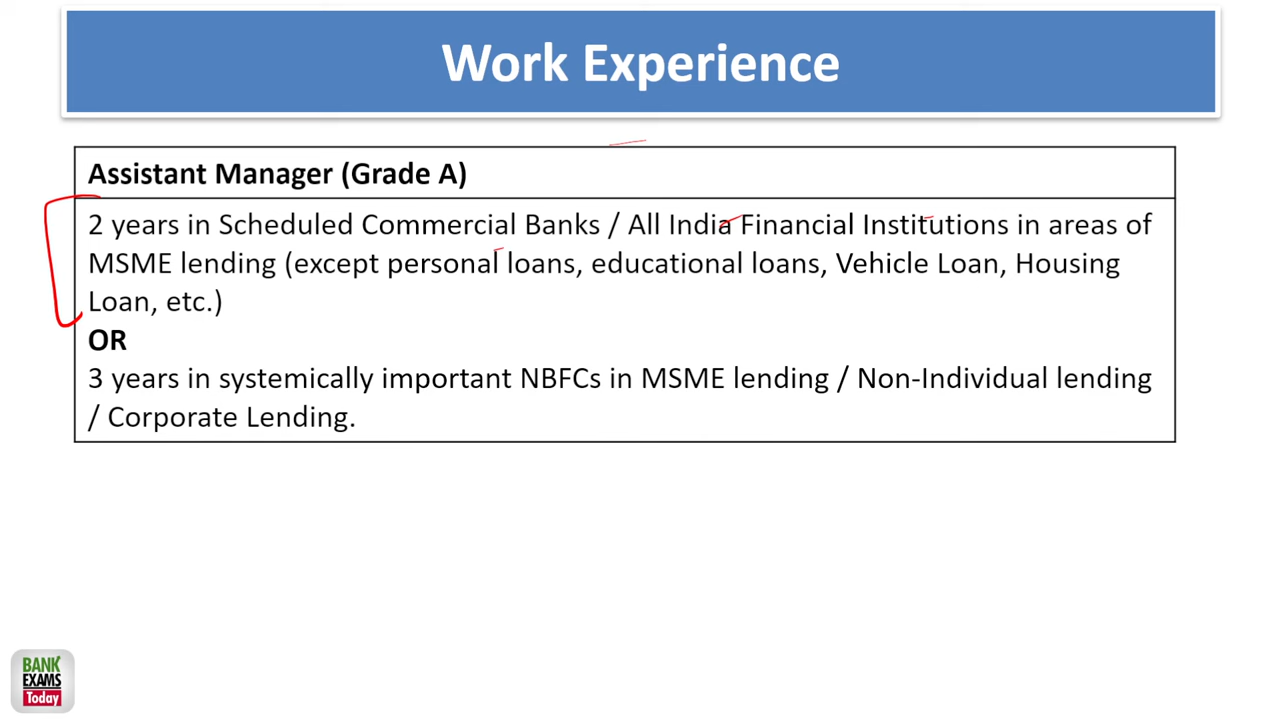 Work Experience
Assistant Manager (Grade A)
2 years in Scheduled Commercial Banks / All India Financial Institutions in areas of
MSME lending (except personal loans, educational loans, Vehicle Loan, Housing
Loan, etc.)
OR
3 years in systemically important NBFCs in MSME lending / Non-Individual lending
/ Corporate Lending.
BANK
EXAMS
Today